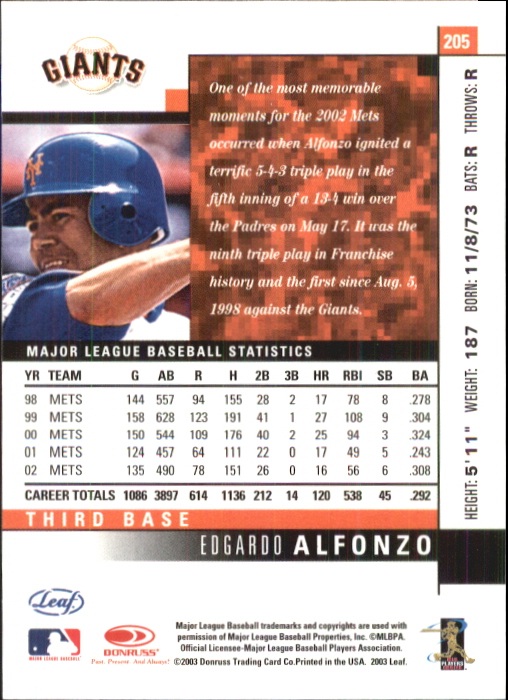 205
GIANTS
One of the most memorable
moments for the 2002 Mets
occurred when Alfonzo ignited a
terrific 5-4-3 triple play in the
fifth inning of a 13-4 win over
the Padres on May 17. It was the
ninth triple play in Franchise
history and the first since Aug. 5,
1998 against the Giants.
HEIGHT: 5'11" WEIGHT: 187 BORN: 11/8/73 BATS: R THROWS: R
MAJOR LEAGUE BASEBALL STATISTICS
YR TEAM G AB R H 2B 3B HR RBI SB BA
98 METS 144 557 94 155 28 2 17 78 8 .278
99 METS 158 628 123 191 41 1 27 108 9 .304
00 METS 150 544 109 176 40 2 25 94 3 .324
01 METS 124 457 64 111 22 0 17 49 5 .243
02 METS 135 490 78 151 26 0 16 56 6 .308
CAREER TOTALS 1086 3897 614 1136 212 14 120 538 45 .292
THIRD BASE
EDGARDO ALFONZO
Leaf
MAJOR LEAGUE BASEBALL
DONRUSS
Past, Present, And Always!
Major League Baseball trademarks and copyrights are used with
permission of Major League Baseball Properties, Inc. ©MLBPA.
Official Licensee-Major League Baseball Players Association.
©2003 Donruss Trading Card Co.Printed in the USA. 2003 Leaf.
PLAYERS